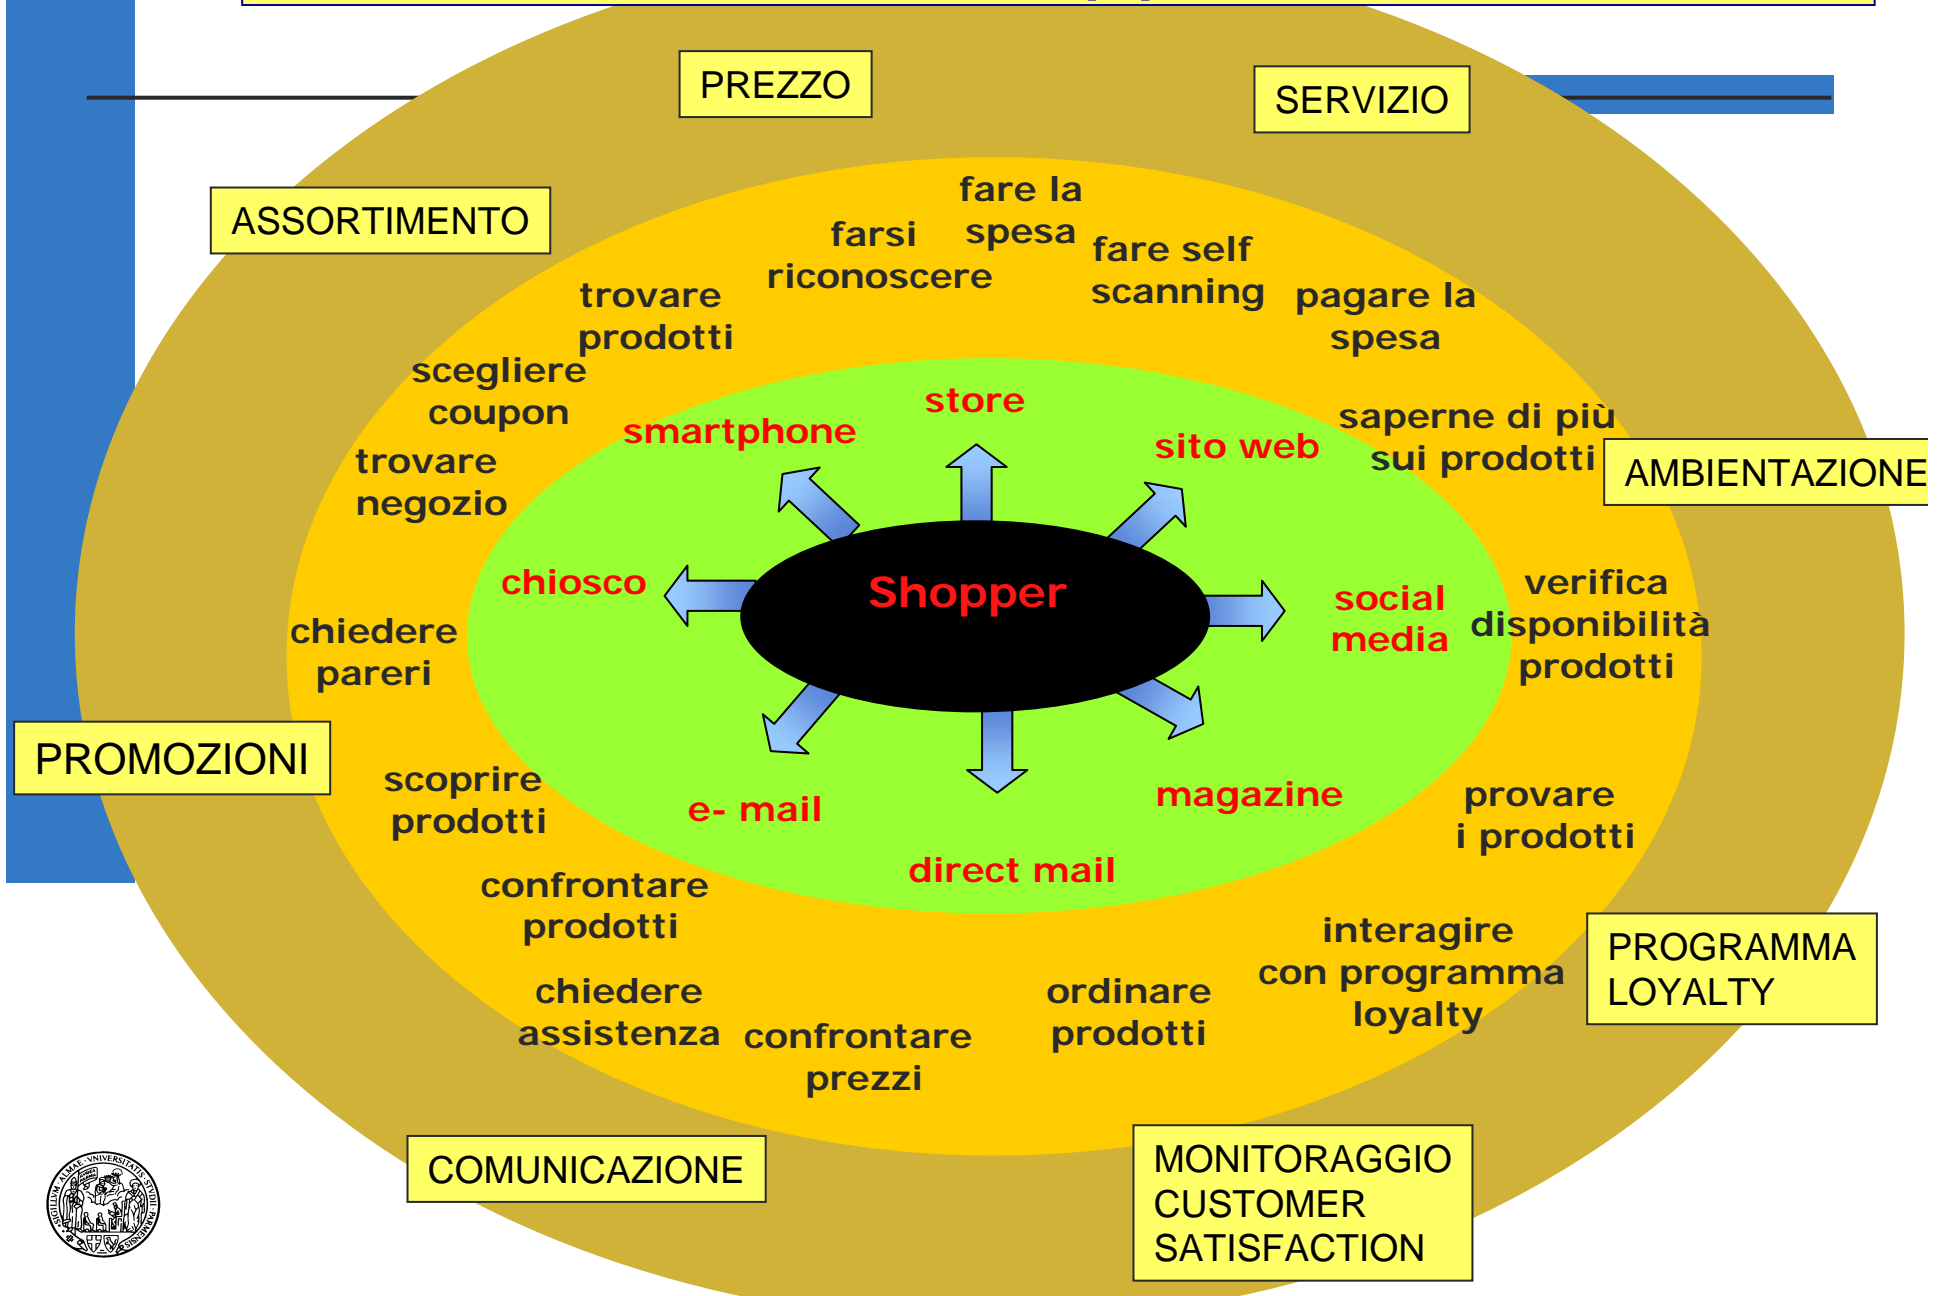 PREZZO
SERVIZIO
ASSORTIMENTO
fare la
spesa
farsi
riconoscere
fare self
scanning
trovare
prodotti
pagare la
spesa
scegliere
coupon
store
smartphone
sito web
saperne di più
sui prodotti
AMBIENTAZIONE
trovare
negozio
chiosco
Shopper
social
media
verifica
disponibilità
prodotti
chiedere
pareri
PROMOZIONI
scoprire
prodotti
e- mail
magazine
provare
i prodotti
direct mail
confrontare
prodotti
interagire
con programma
loyalty
PROGRAMMA
LOYALTY
chiedere
assistenza
confrontare
prezzi
ordinare
prodotti
COMUNICAZIONE
MONITORAGGIO
CUSTOMER
SATISFACTION